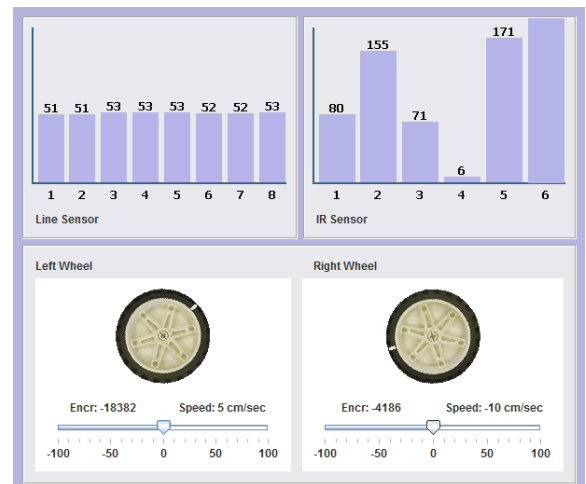 51 51 53 53 53 52 52 53
1 2 3 4 5 6 7 8
Line Sensor
80 155 71 6 171
1 2 3 4 5 6
IR Sensor
Left Wheel
Encr: -18382 Speed: 5 cm/sec
-100 -50 0 50 100
Right Wheel
Encr: -4186 Speed: -10 cm/sec
-100 -50 0 50 100